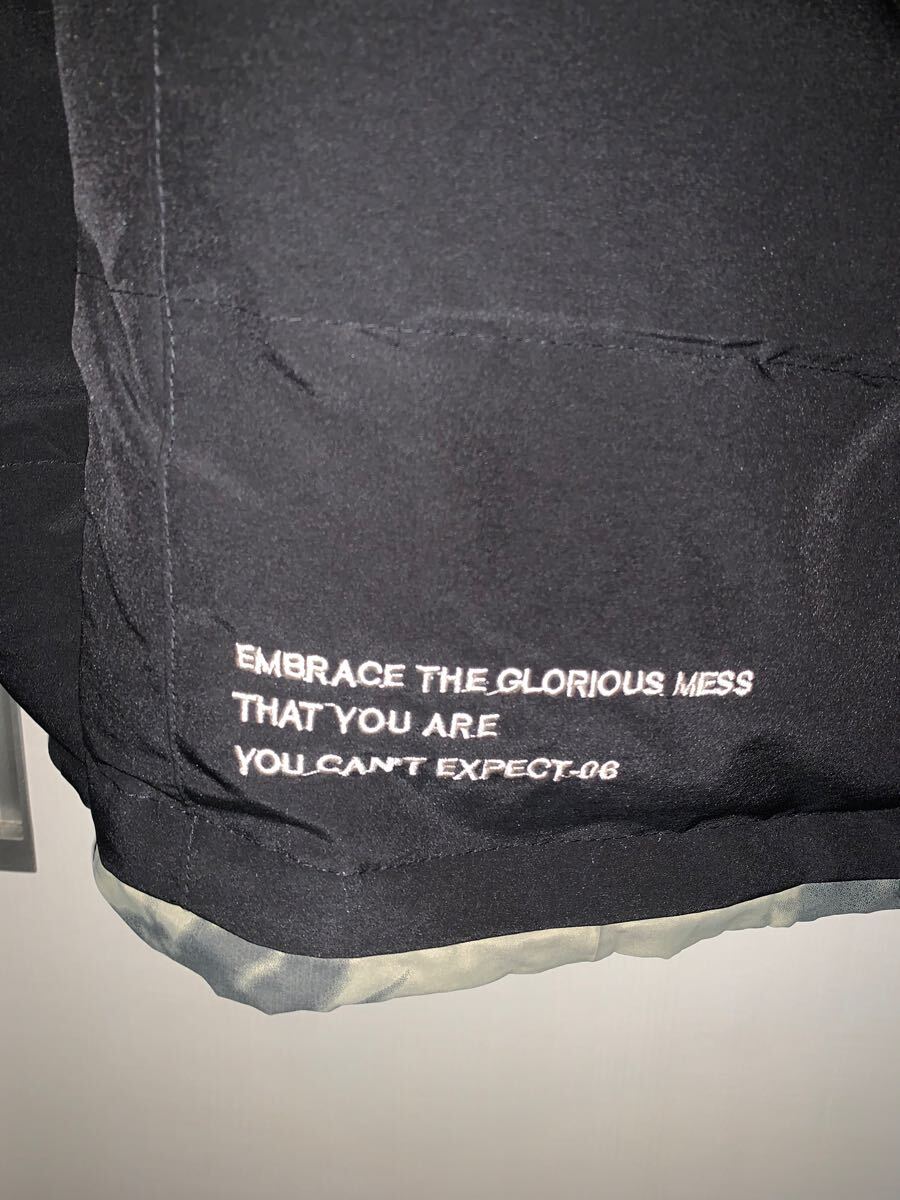 EMBRACE THE GLORIOUS MESS
THAT YOU ARE
YOU CAN'T EXPECT-06